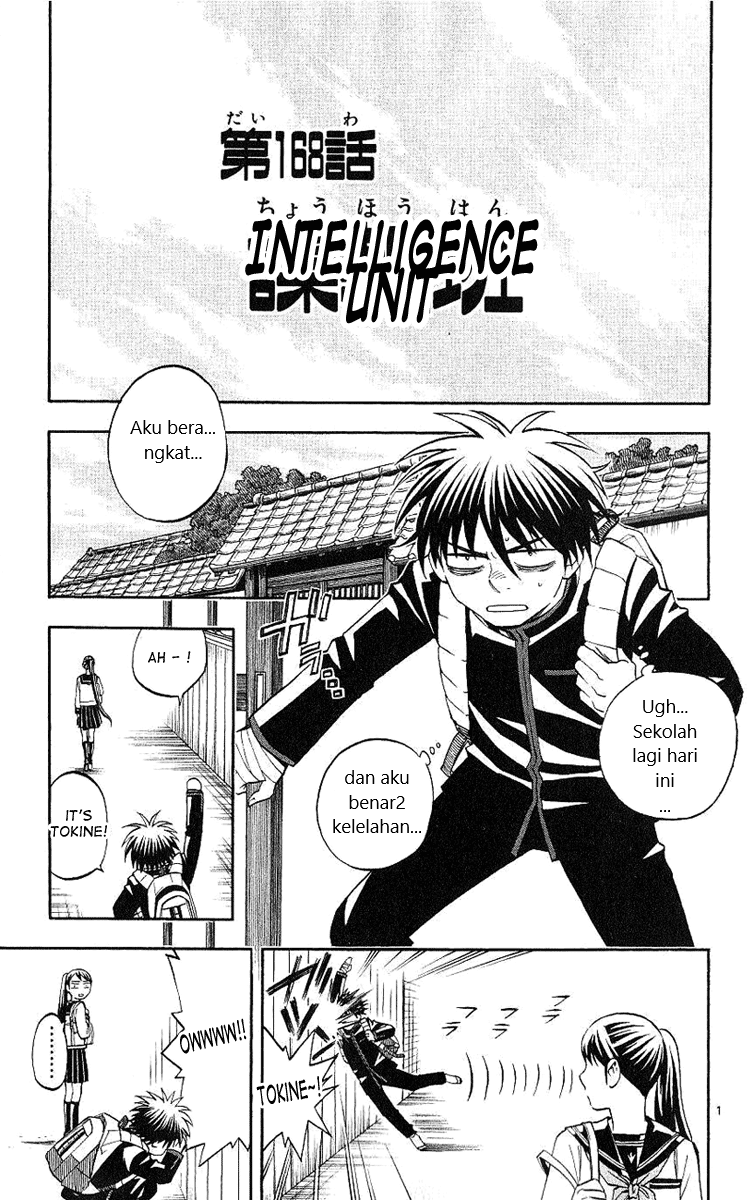 だい わ
第168話
ちょうほうはん
INTELLIGENCE
UNIT
班
Aku bera...
ngkat...
Ugh...
Sekolah
lagi hari
ini
...
dan aku
benar2
kelelahan...
AH - !
IT'S
TOKINE!
TOKINE~!
OWWWW!!
1